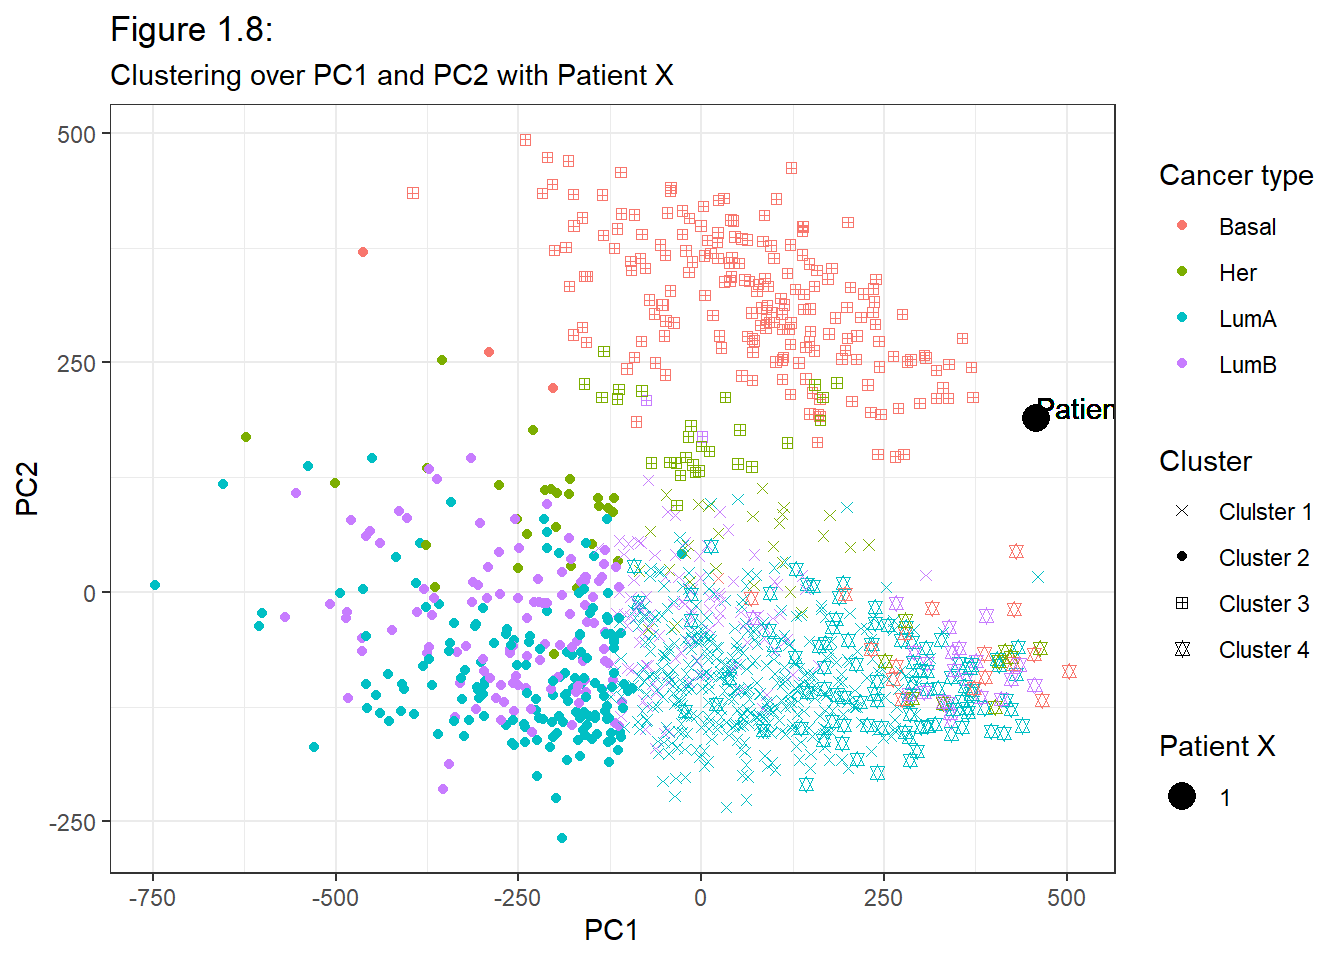 Figure 1.8:
Clustering over PC1 and PC2 with Patient X
500
250
0
-250
PC2
-750
-500
-250
0
250
500
PC1
Patien
Cancer type
Basal
Her
LumA
LumB
Cluster
Clulster 1
Cluster 2
Cluster 3
Cluster 4
Patient X
1